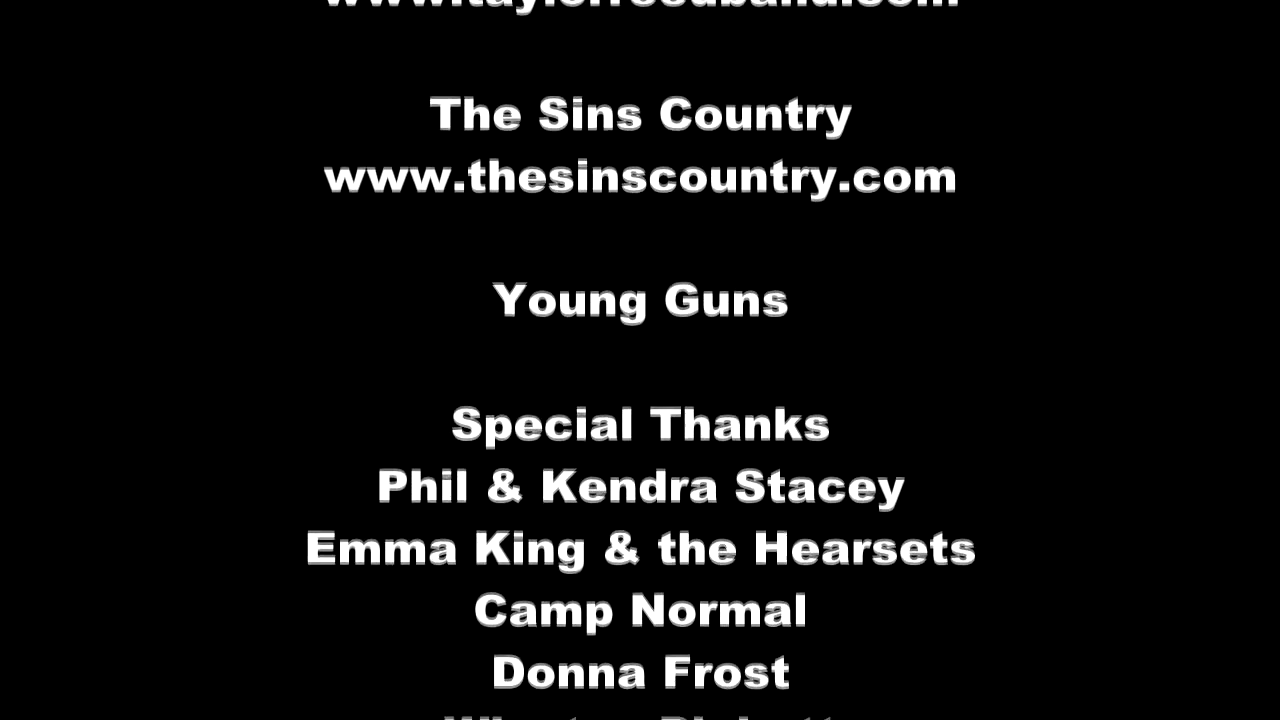 The Sins Country
www.thesinscountry.com
Young Guns
Special Thanks
Phil & Kendra Stacey
Emma King & the Hearsets
Camp Normal
Donna Frost